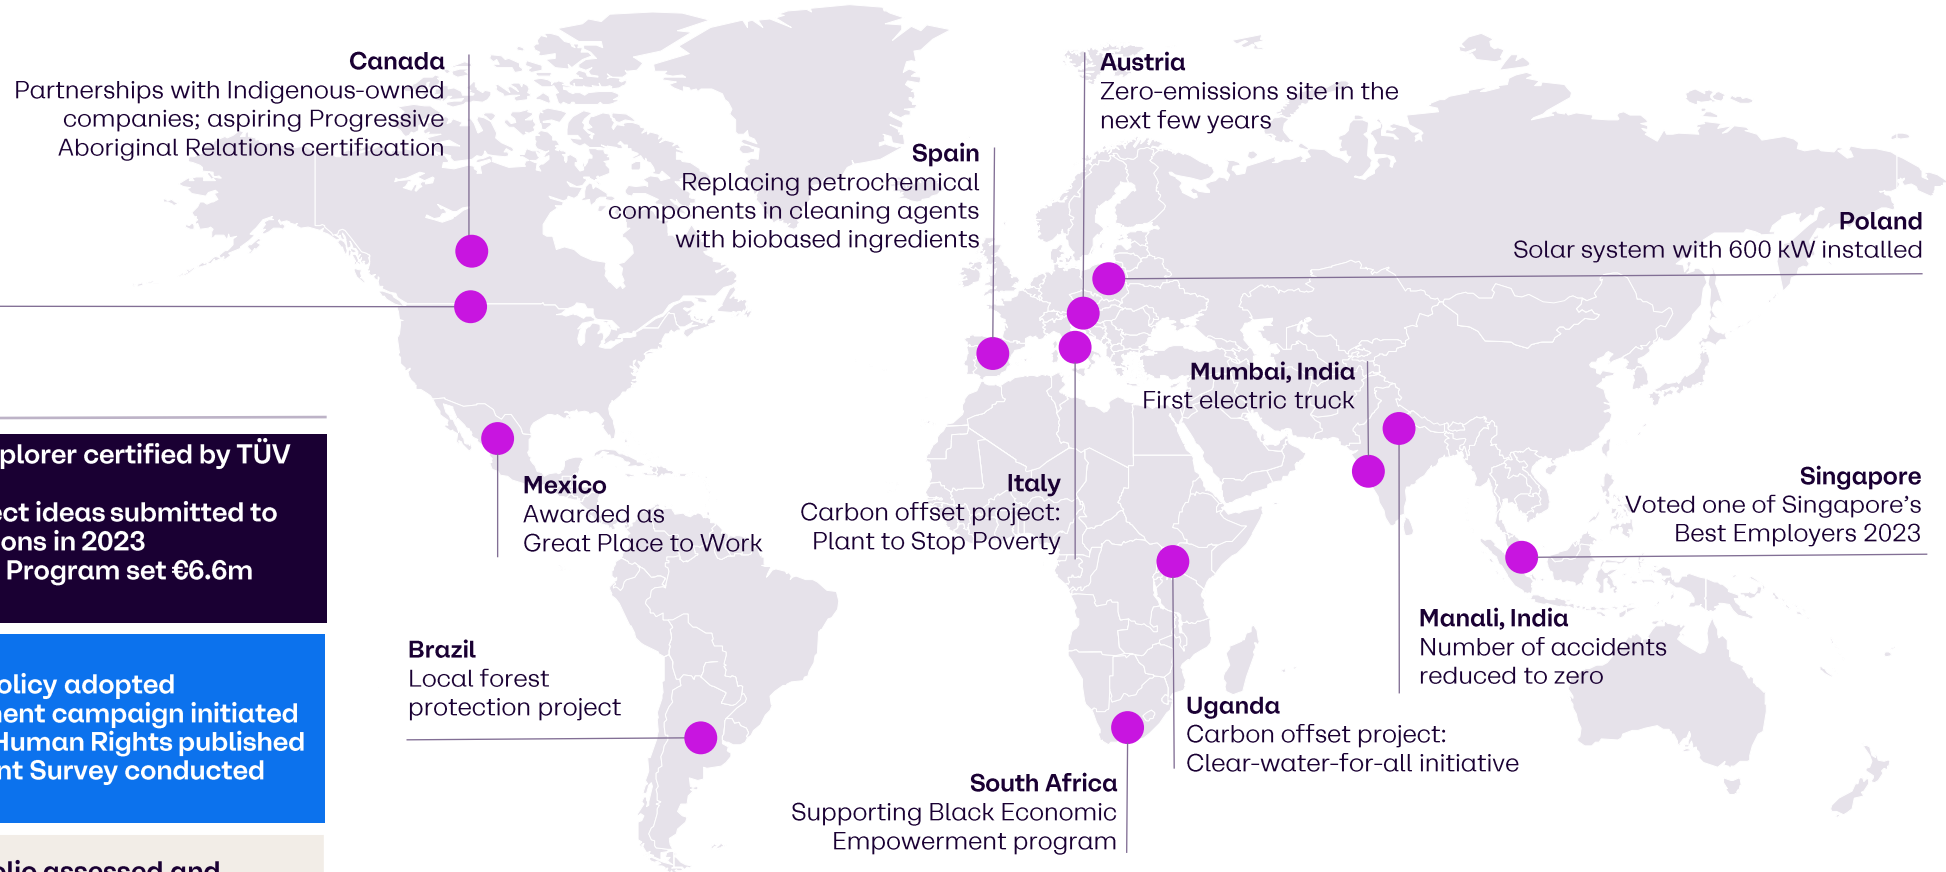 Canada
Partnerships with Indigenous-owned
companies; aspiring Progressive
Aboriginal Relations certification
Austria
Zero-emissions site in the
next few years
Spain
Replacing petrochemical
components in cleaning agents
with biobased ingredients
Poland
Solar system with 600 kW installed
Mumbai, India
First electric truck
Mexico
Awarded as
Great Place to Work
Italy
Carbon offset project:
Plant to Stop Poverty
Singapore
Voted one of Singapore’s
Best Employers 2023
Manali, India
Number of accidents
reduced to zero
Brazil
Local forest
protection project
Uganda
Carbon offset project:
Clear-water-for-all initiative
South Africa
Supporting Black Economic
Empowerment program
certified by TÜV
ideas submitted to
in 2023
Program set €6.6m
adopted
campaign initiated
Human Rights published
Survey conducted
assessed and